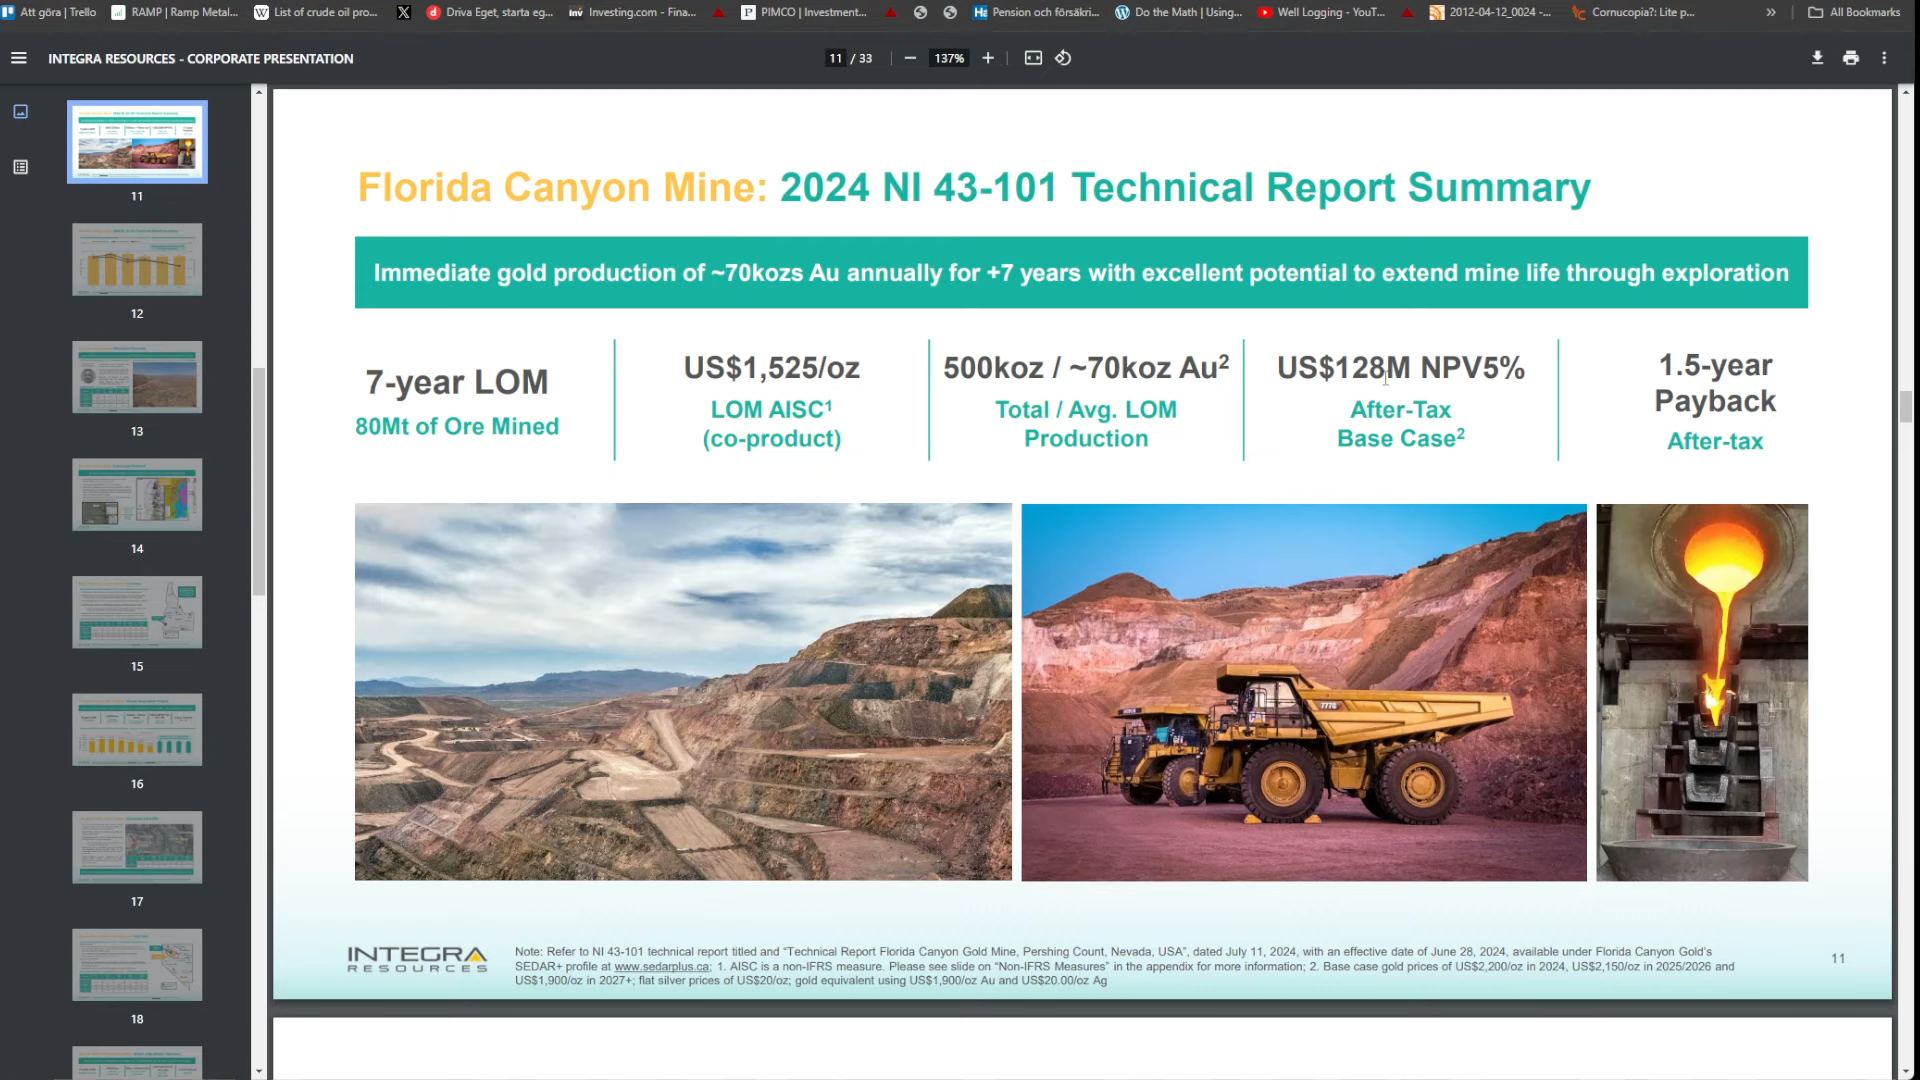 Att göra | Trello
RAMP | Ramp Metal...
List of crude oil pro...
Driva Eget, starta eg...
Investing.com - Fina...
PIMCO | Investment...
Pension och försäkri...
Do the Math | Using...
Well Logging - YouT...
2012-04-12_0024 -...
Cornucopia?: Lite p...
All Bookmarks
INTEGRA RESOURCES - CORPORATE PRESENTATION
11 / 33
137%
11
12
13
14
15
16
17
18
Florida Canyon Mine: 2024 NI 43-101 Technical Report Summary
Immediate gold production of ~70kozs Au annually for +7 years with excellent potential to extend mine life through exploration
7-year LOM
80Mt of Ore Mined
US$1,525/oz
LOM AISC¹
(co-product)
500koz / ~70koz Au²
Total / Avg. LOM
Production
US$128M NPV5%
After-Tax
Base Case²
1.5-year
Payback
After-tax
777G
INTEGRA
RESOURCES
Note: Refer to NI 43-101 technical report titled and “Technical Report Florida Canyon Gold Mine, Pershing Count, Nevada, USA”, dated July 11, 2024, with an effective date of June 28, 2024, available under Florida Canyon Gold’s
SEDAR+ profile at www.sedarplus.ca; 1. AISC is a non-IFRS measure. Please see slide on “Non-IFRS Measures” in the appendix for more information; 2. Base case gold prices of US$2,200/oz in 2024, US$2,150/oz in 2025/2026 and
US$1,900/oz in 2027+; flat silver prices of US$20/oz; gold equivalent using US$1,900/oz Au and US$20.00/oz Ag
11